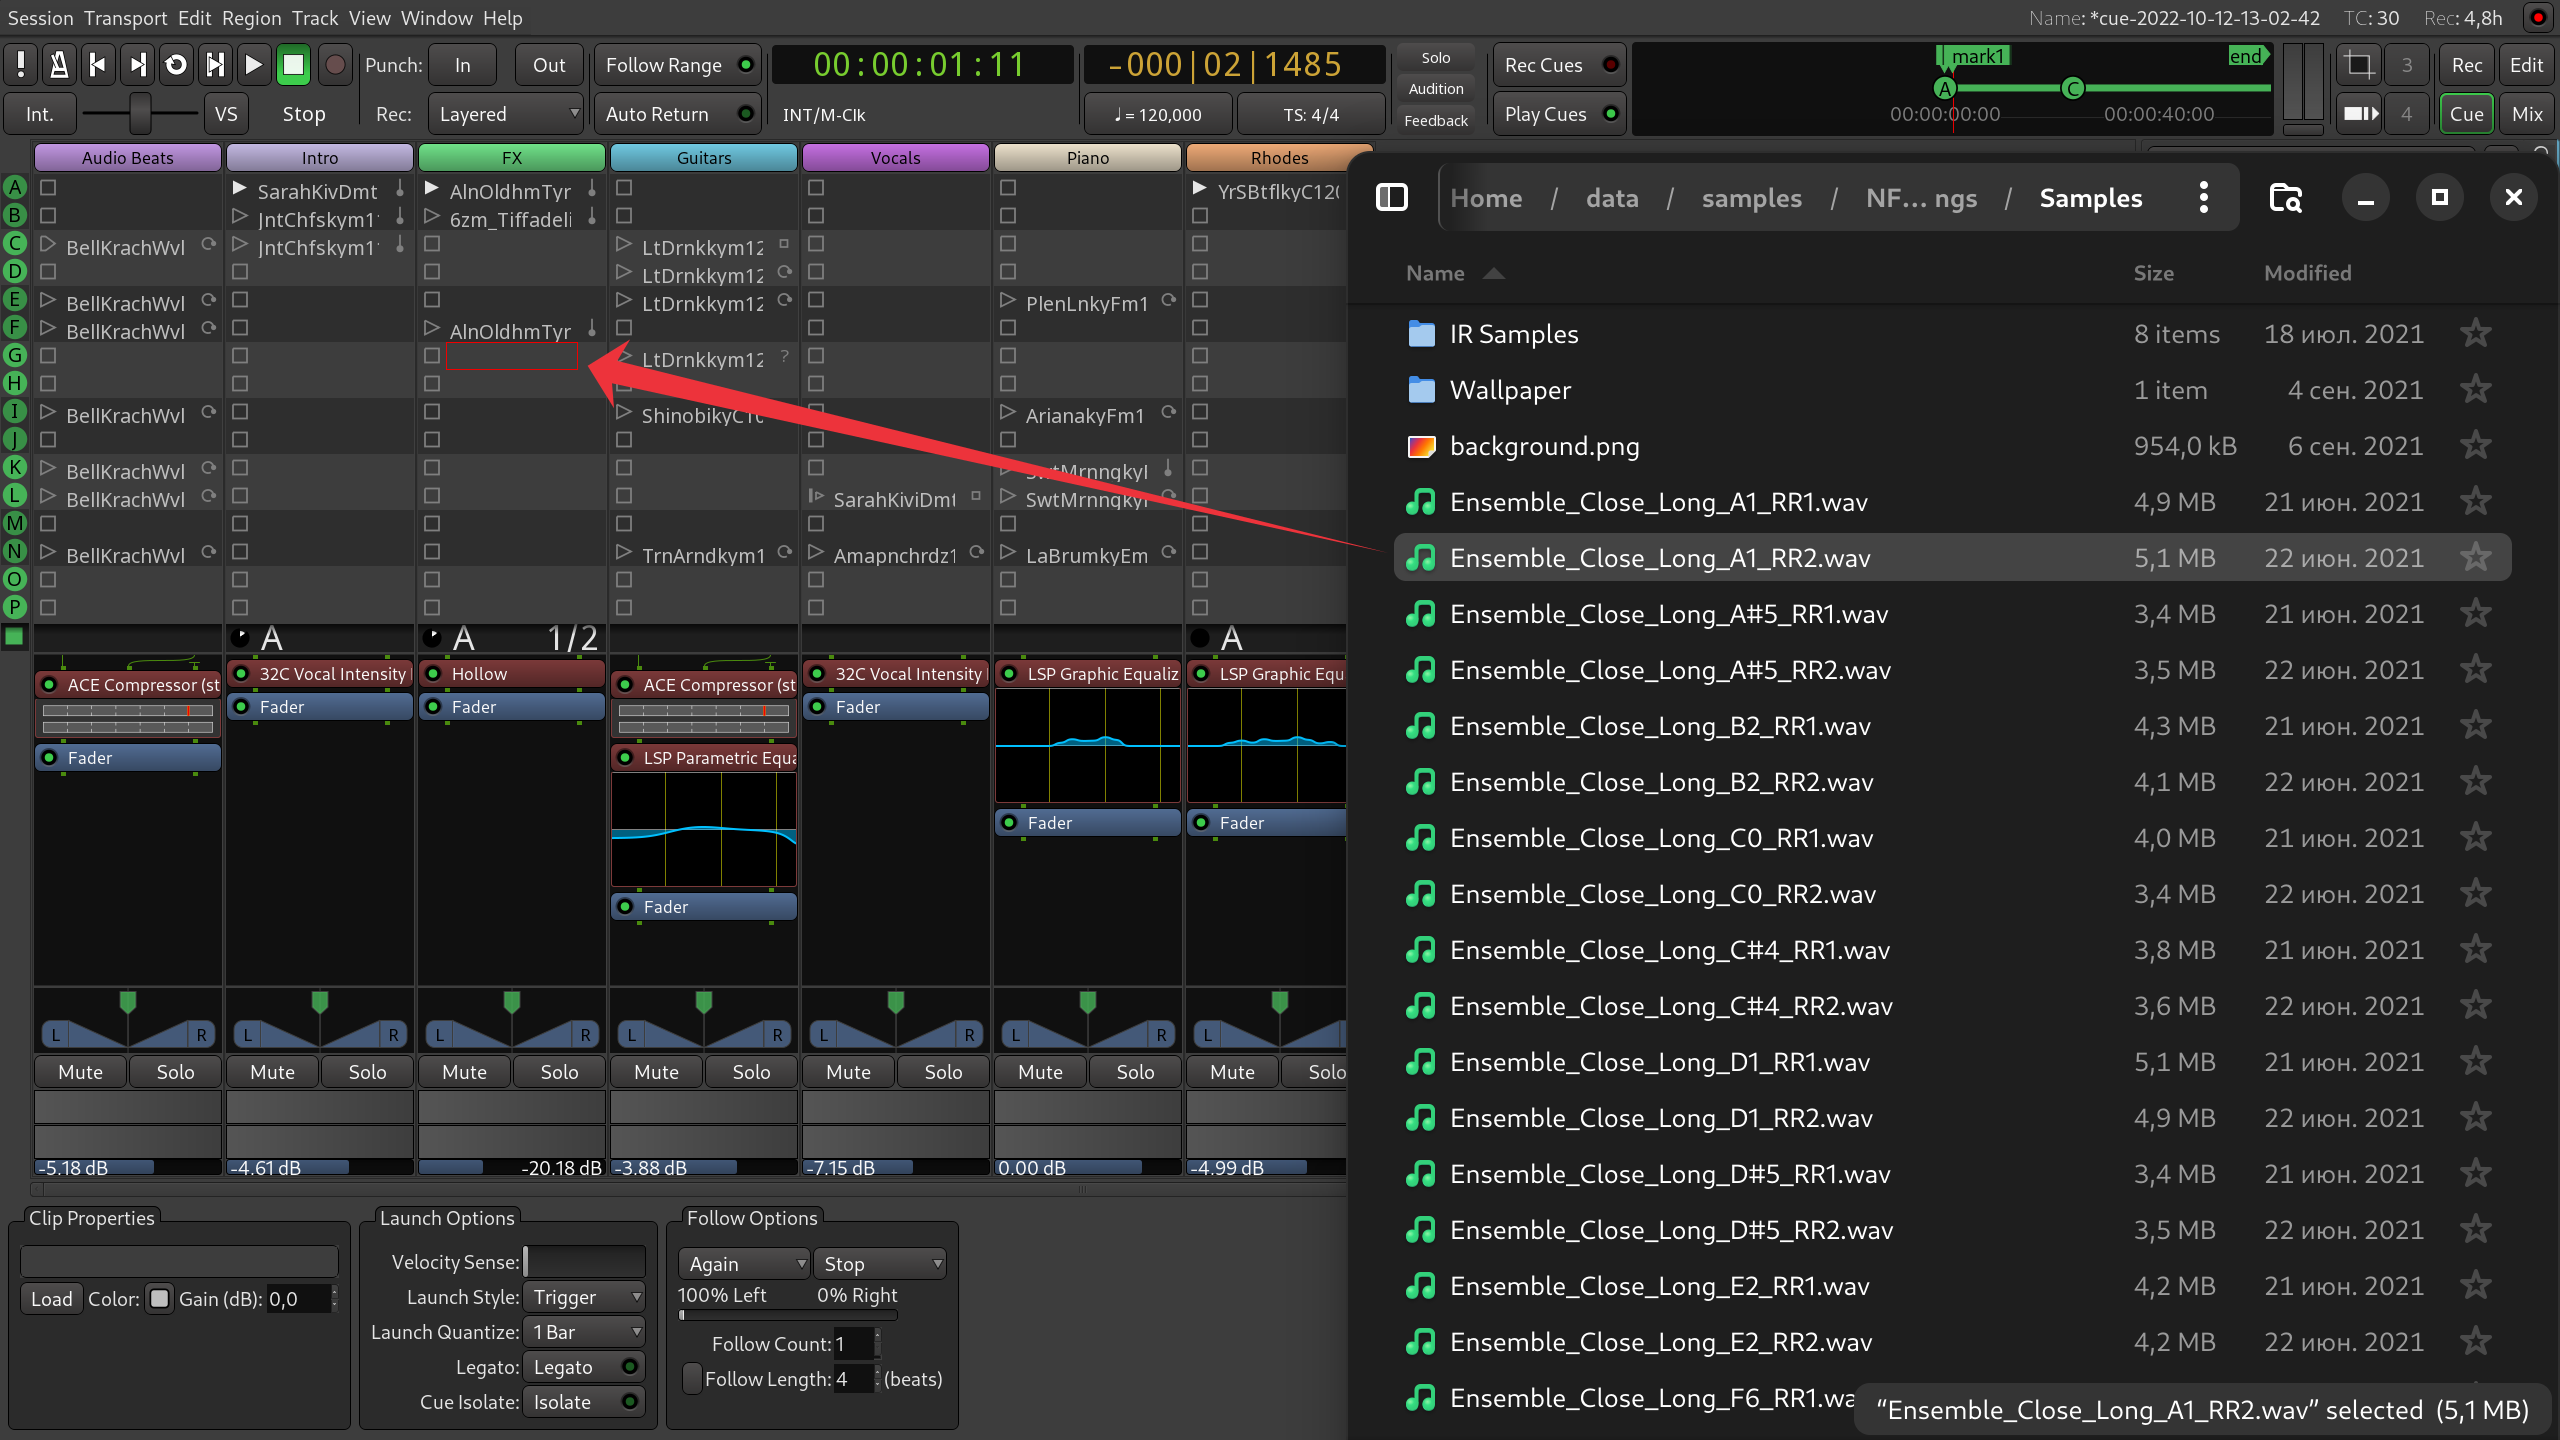 Session Transport Edit Region Track View Window Help
Name: *cue-2022-10-12-13-02-42 TC: 30 Rec: 4,8h
Punch: In Out Follow Range 00:00:01:11 -000|02|1485 Solo Rec Cues mark1 end 3 Rec Edit
Audition A C
Int. VS Stop Rec: Layered Auto Return INT/M-Clk ♩ = 120,000 TS: 4/4 Feedback Play Cues 00:00:00:00 00:00:40:00 4 Cue Mix
Audio Beats Intro FX Guitars Vocals Piano Rhodes
A SarahKivDmt AlnOldhmTyr YrSBtflkyC120
B JntChfskym1 6zm_Tiffadeli
C BellKrachWvl JntChfskym1 LtDrnkkym12
D LtDrnkkym12
E BellKrachWvl LtDrnkkym12 PlenLnkyFm1
F BellKrachWvl AlnOldhmTyr
G LtDrnkkym12 ?
H
I BellKrachWvl ShinobikyC10 ArianakyFm1
J
K BellKrachWvl SwtMrnngkyl
L BellKrachWvl SarahKiviDmt SwtMrnngkyl
M
N BellKrachWvl TrnArndkym1 Amapnchrdz1 LaBrumkyEm
O
P
A A 1/2 A
ACE Compressor (st 32C Vocal Intensity Hollow ACE Compressor (st 32C Vocal Intensity LSP Graphic Equaliz LSP Graphic Equ
Fader Fader Fader
Fader LSP Parametric Equa
Fader Fader
Fader
L R L R L R L R L R L R L
Mute Solo Mute Solo Mute Solo Mute Solo Mute Solo Mute Solo Mute Solo
-5.18 dB -4.61 dB -20.18 dB -3.88 dB -7.15 dB 0.00 dB -4.99 dB
Clip Properties
Load Color: Gain (dB): 0,0
Launch Options
Velocity Sense:
Launch Style: Trigger
Launch Quantize: 1 Bar
Legato: Legato
Cue Isolate: Isolate
Follow Options
Again Stop
100% Left 0% Right
Follow Count: 1
Follow Length: 4 (beats)
Home / data / samples / NF… ngs / Samples
Name Size Modified
IR Samples 8 items 18 июл. 2021
Wallpaper 1 item 4 сен. 2021
background.png 954,0 kB 6 сен. 2021
Ensemble_Close_Long_A1_RR1.wav 4,9 MB 21 июн. 2021
Ensemble_Close_Long_A1_RR2.wav 5,1 MB 22 июн. 2021
Ensemble_Close_Long_A#5_RR1.wav 3,4 MB 21 июн. 2021
Ensemble_Close_Long_A#5_RR2.wav 3,5 MB 22 июн. 2021
Ensemble_Close_Long_B2_RR1.wav 4,3 MB 21 июн. 2021
Ensemble_Close_Long_B2_RR2.wav 4,1 MB 22 июн. 2021
Ensemble_Close_Long_C0_RR1.wav 4,0 MB 21 июн. 2021
Ensemble_Close_Long_C0_RR2.wav 3,4 MB 22 июн. 2021
Ensemble_Close_Long_C#4_RR1.wav 3,8 MB 21 июн. 2021
Ensemble_Close_Long_C#4_RR2.wav 3,6 MB 22 июн. 2021
Ensemble_Close_Long_D1_RR1.wav 5,1 MB 21 июн. 2021
Ensemble_Close_Long_D1_RR2.wav 4,9 MB 22 июн. 2021
Ensemble_Close_Long_D#5_RR1.wav 3,4 MB 21 июн. 2021
Ensemble_Close_Long_D#5_RR2.wav 3,5 MB 22 июн. 2021
Ensemble_Close_Long_E2_RR1.wav 4,2 MB 21 июн. 2021
Ensemble_Close_Long_E2_RR2.wav 4,2 MB 22 июн. 2021
Ensemble_Close_Long_F6_RR1.wa
“Ensemble_Close_Long_A1_RR2.wav” selected (5,1 MB)